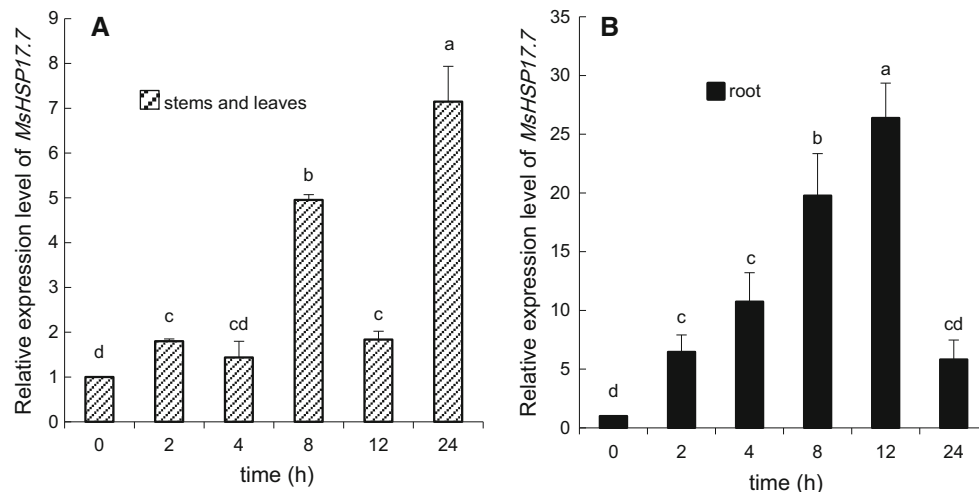 A
stems and leaves
Relative expression level of MsHSP17.7
9
8
7
6
5
4
3
2
1
0
d
c
cd
b
c
a
0 2 4 8 12 24
time (h)
B
root
Relative expression level of MsHSP17.7
35
30
25
20
15
10
5
0
d
c
c
b
a
cd
0 2 4 8 12 24
time (h)